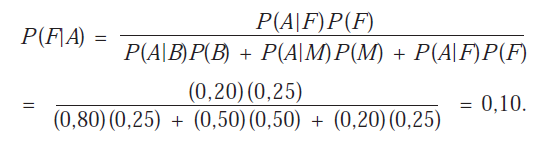 P(F|A) = P(A|F)P(F) / P(A|B)P(B) + P(A|M)P(M) + P(A|F)P(F)
= (0,20)(0,25) / (0,80)(0,25) + (0,50)(0,50) + (0,20)(0,25) = 0,10.